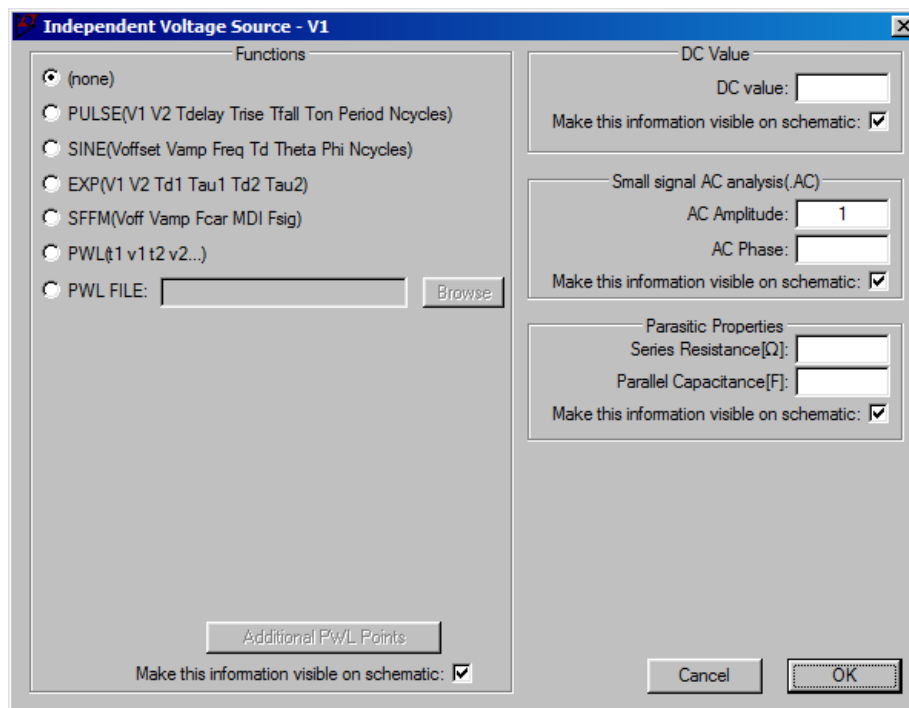 Independent Voltage Source - V1
Functions
(none)
PULSE(V1 V2 Tdelay Trise Tfall Ton Period Ncycles)
SINE(Voffset Vamp Freq Td Theta Phi Ncycles)
EXP(V1 V2 Td1 Tau1 Td2 Tau2)
SFFM(Voff Vamp Fcar MDI Fsig)
PWL(t1 v1 t2 v2...)
PWL FILE:
Browse
Additional PWL Points
Make this information visible on schematic:
DC Value
DC value:
Make this information visible on schematic:
Small signal AC analysis(.AC)
AC Amplitude: 1
AC Phase:
Make this information visible on schematic:
Parasitic Properties
Series Resistance[Ω]:
Parallel Capacitance[F]:
Make this information visible on schematic:
Cancel
OK